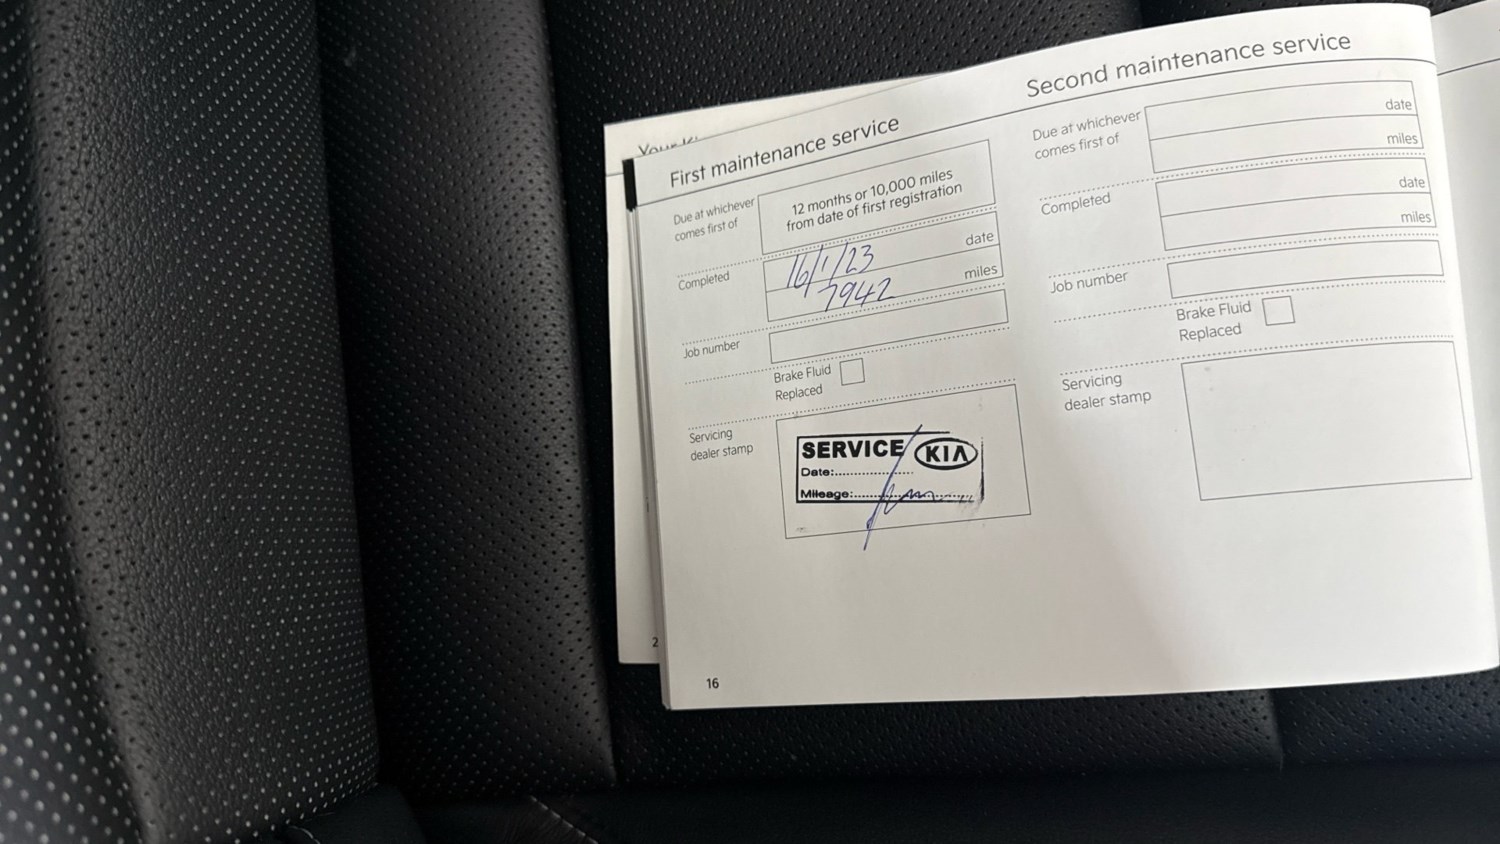 First maintenance service
Due at whichever
comes first of
12 months or 10,000 miles
from date of first registration
Completed
16/1/23
date
7942
miles
Job number
Brake Fluid
Replaced
Servicing
dealer stamp
SERVICE KIA
Date:
Mileage:
2
16
Second maintenance service
Due at whichever
comes first of
date
miles
Completed
date
miles
Job number
Brake Fluid
Replaced
Servicing
dealer stamp